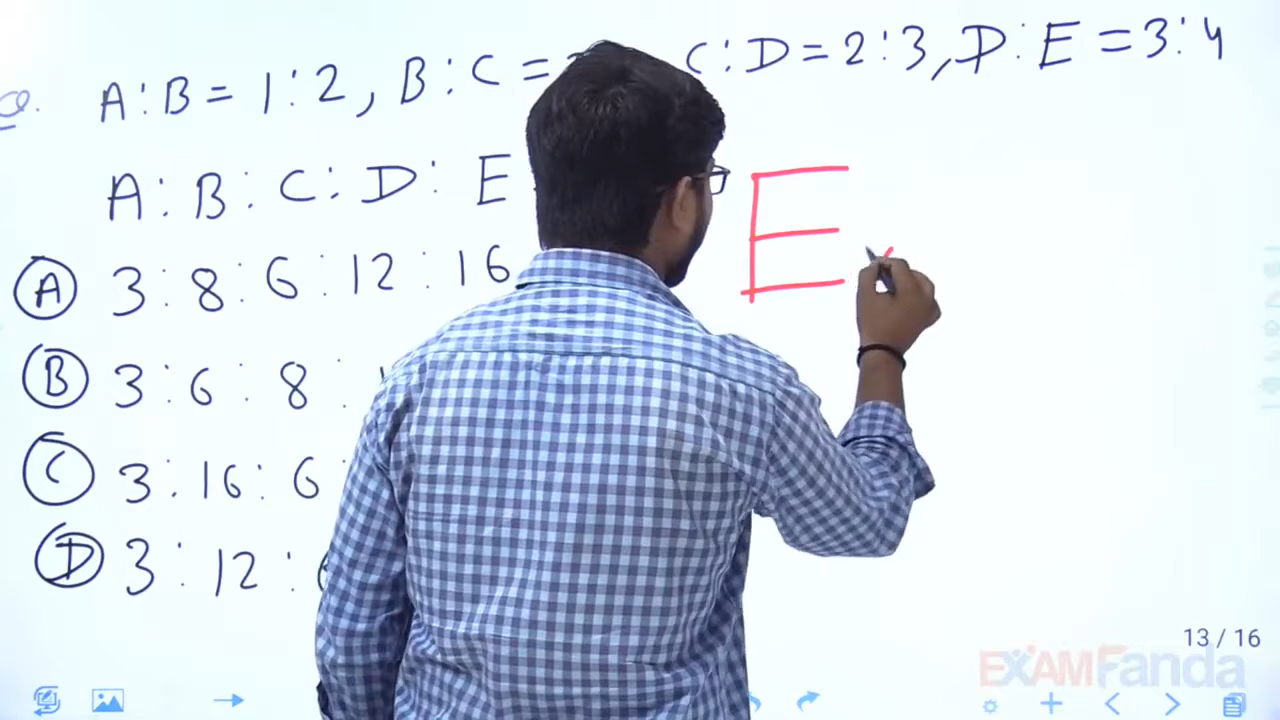 Q. A:B = 1:2, B:C = C:D = 2:3, D:E = 3:4
A:B:C:D:E
E
(A) 3:8:6:12:16
(B) 3:6:8:
(C) 3:16:6
(D) 3:12:
13 / 16
EXAMFanda